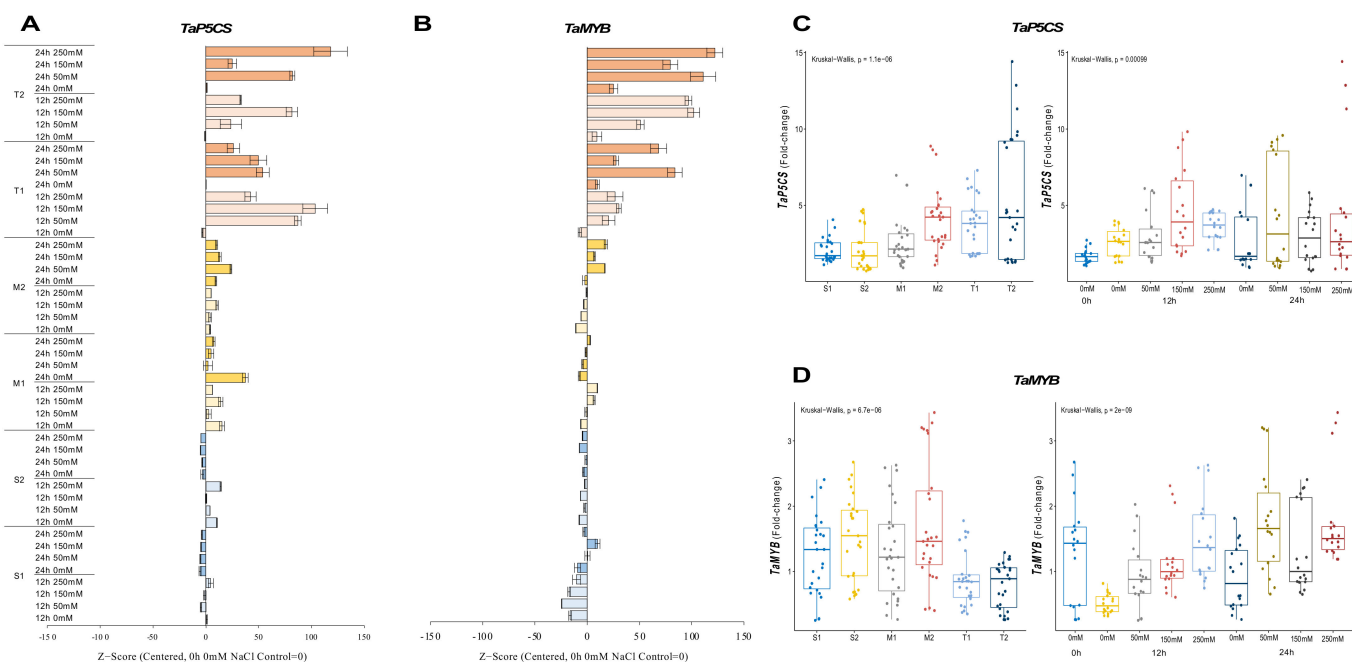 A
TaP5CS
24h 250mM
24h 150mM
24h 50mM
24h 0mM
T2
12h 250mM
12h 150mM
12h 50mM
12h 0mM
24h 250mM
24h 150mM
24h 50mM
24h 0mM
T1
12h 250mM
12h 150mM
12h 50mM
12h 0mM
24h 250mM
24h 150mM
24h 50mM
24h 0mM
M2
12h 250mM
12h 150mM
12h 50mM
12h 0mM
24h 250mM
24h 150mM
24h 50mM
24h 0mM
M1
12h 250mM
12h 150mM
12h 50mM
12h 0mM
24h 250mM
24h 150mM
24h 50mM
24h 0mM
S2
12h 250mM
12h 150mM
12h 50mM
12h 0mM
24h 250mM
24h 150mM
24h 50mM
24h 0mM
S1
12h 250mM
12h 150mM
12h 50mM
12h 0mM
-100 -50 0 50 100 150
Z−Score (Centered, 0h 0mM NaCl Control=0)
B
TaMYB
-150 -100 -50 0 50 100 150
Z−Score (Centered, 0h 0mM NaCl Control=0)
C
TaP5CS
Kruskal−Wallis, p = 1.1e−06
TaP5CS (Fold−change)
15
10
5
S1 S2 M1 M2 T1 T2
Kruskal−Wallis, p = 0.00099
TaP5CS (Fold−change)
15
10
5
0mM 0mM 50mM 150mM 250mM 0mM 50mM 150mM 250mM
0h 12h 24h
D
TaMYB
Kruskal−Wallis, p = 6.7e−06
TaMYB (Fold−change)
3
2
1
S1 S2 M1 M2 T1 T2
Kruskal−Wallis, p = 2e−09
TaMYB (Fold−change)
3
2
1
0mM 0mM 50mM 150mM 250mM 0mM 50mM 150mM 250mM
0h 12h 24h